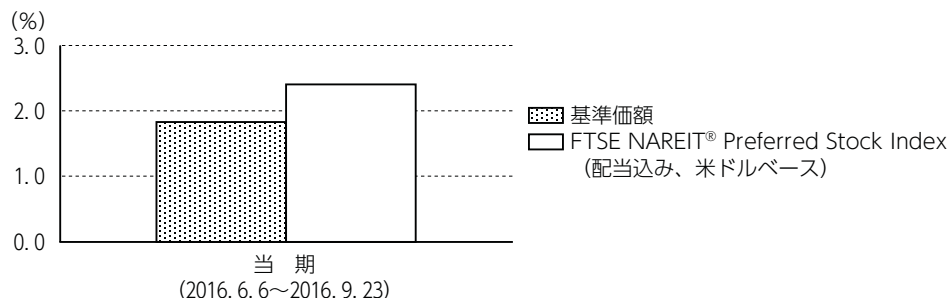 (%)
3.0
2.0
1.0
0.0
基準価額
FTSE NAREIT® Preferred Stock Index
（配当込み、米ドルベース）
当　期
(2016.6.6～2016.9.23)